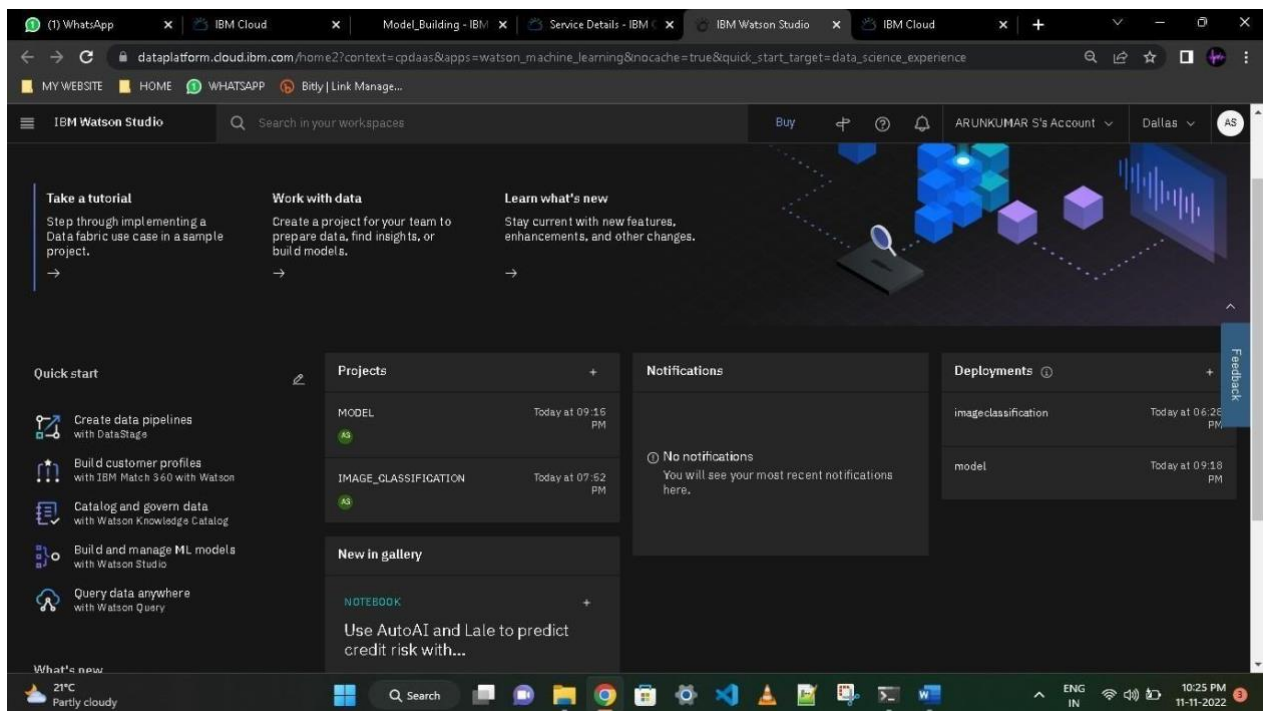 (1) WhatsApp
IBM Cloud
Model_Building - IBM
Service Details - IBM C
IBM Watson Studio
IBM Cloud
dataplatform.cloud.ibm.com/home2?context=cpdaas&apps=watson_machine_learning&nocache=true&quick_start_target=data_science_experience
MY WEBSITE HOME WHATSAPP Bitly | Link Manage...
IBM Watson Studio Search in your workspaces Buy ARUNKUMAR S's Account Dallas AS
Take a tutorial
Step through implementing a
Data fabric use case in a sample
project.
Work with data
Create a project for your team to
prepare data, find insights, or
build models.
Learn what's new
Stay current with new features,
enhancements, and other changes.
Feedback
Quick start
Create data pipelines
with DataStage
Build customer profiles
with IBM Match 360 with Watson
Catalog and govern data
with Watson Knowledge Catalog
Build and manage ML models
with Watson Studio
Query data anywhere
with Watson Query
What's new
Projects
MODEL Today at 09:16
PM
AS
IMAGE_CLASSIFICATION Today at 07:52
PM
AS
New in gallery
NOTEBOOK
Use AutoAI and Lale to predict
credit risk with...
Notifications
No notifications
You will see your most recent notifications
here.
Deployments
imageclassification Today at 06:28
PM
model Today at 09:18
PM
21°C
Partly cloudy
Search
ENG
IN
10:25 PM
11-11-2022
3